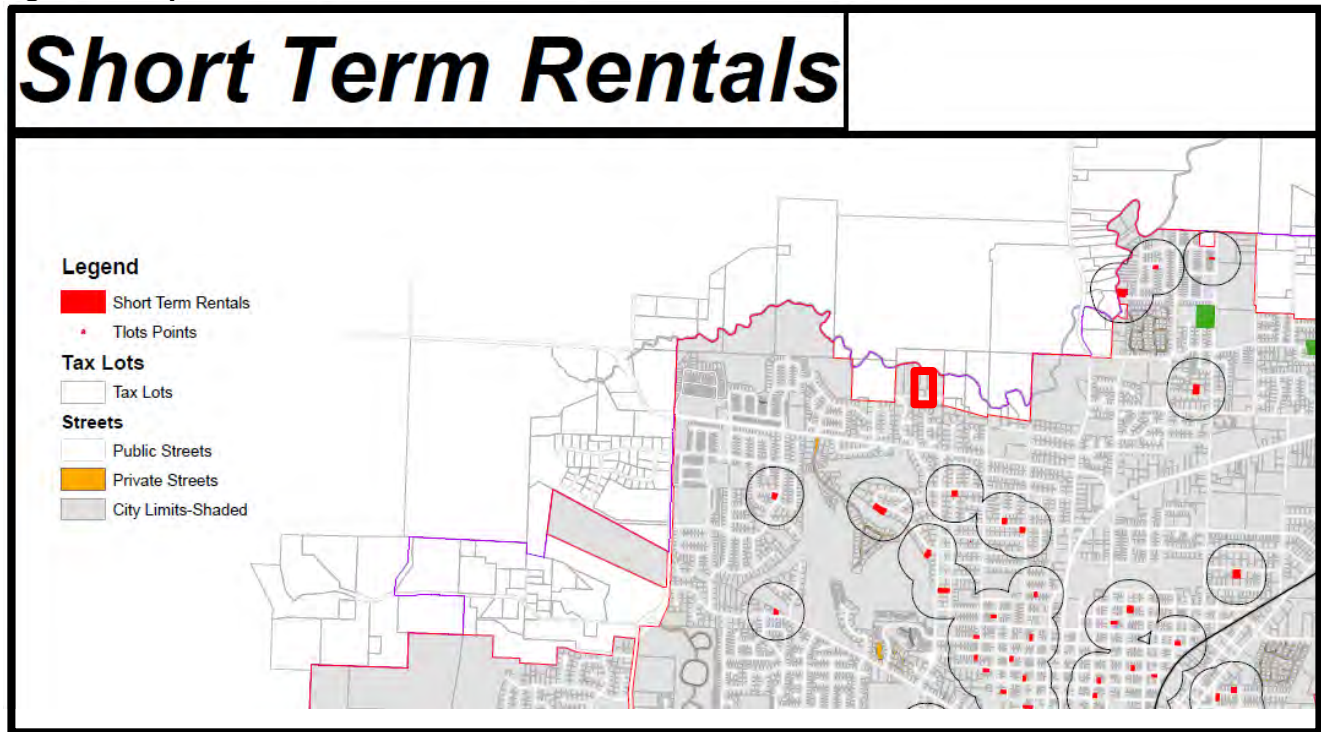 Short Term Rentals
Legend
Short Term Rentals
Tlots Points
Tax Lots
Tax Lots
Streets
Public Streets
Private Streets
City Limits-Shaded